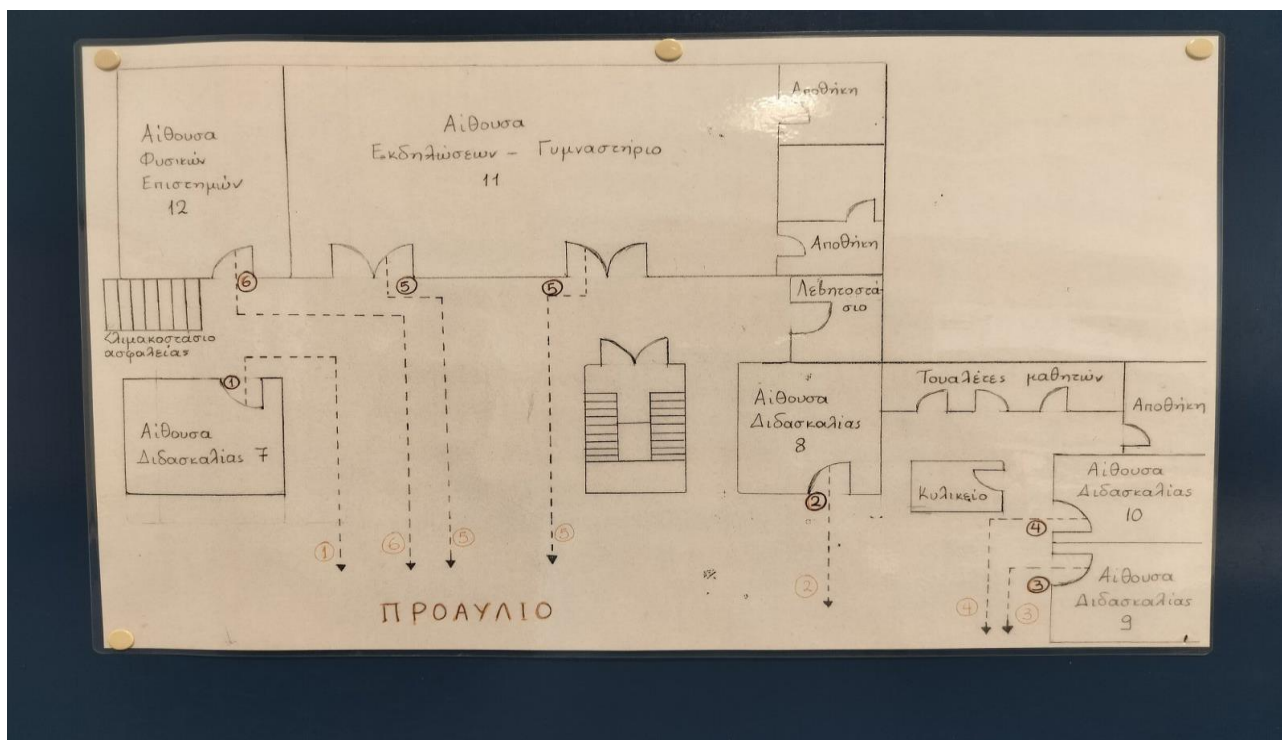 Αίθουσα
Φυσικών
Επιστημών
12
Αίθουσα
Εκδηλώσεων - Γυμναστήριο
11
Αποθήκη
Αποθήκη
Λεβητοστά-
σιο
6
5
5
Κλιμακοστάσιο
ασφαλείας
1
Αίθουσα
Διδασκαλίας 7
Αίθουσα
Διδασκαλίας
8
2
Τουαλέτες μαθητών
Αποθήκη
Κυλικείο
Αίθουσα
Διδασκαλίας
10
4
3
Αίθουσα
Διδασκαλίας
9
1
6
5
5
2
4
3
ΠΡΟΑΥΛΙΟ